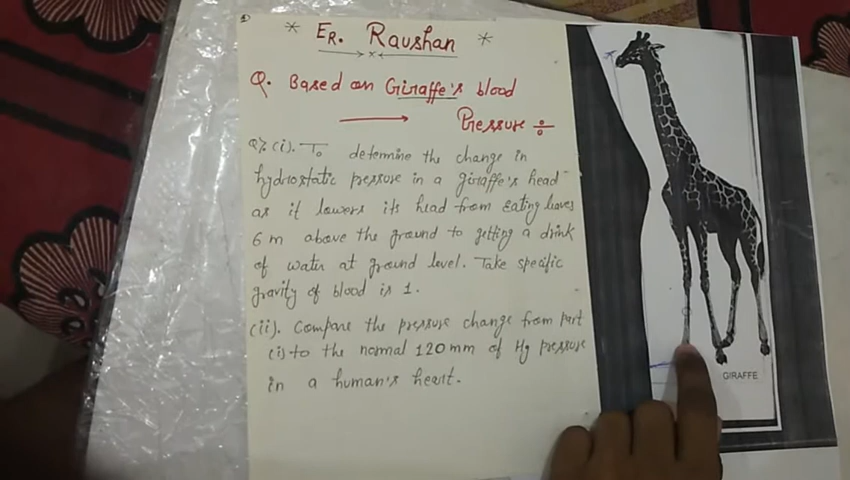 * ER. Raushan *
Q. Based on Giraffe's blood
Pressure ÷
Q⁒ (i). To determine the change in
hydrostatic pressure in a giraffe's head
as it lowers its head from eating leaves
6 m above the ground to getting a drink
of water at ground level. Take specific
gravity of blood is 1.
(ii). Compare the pressure change from part
(i) to the normal 120 mm of Hg pressure
in a human's heart.
GIRAFFE